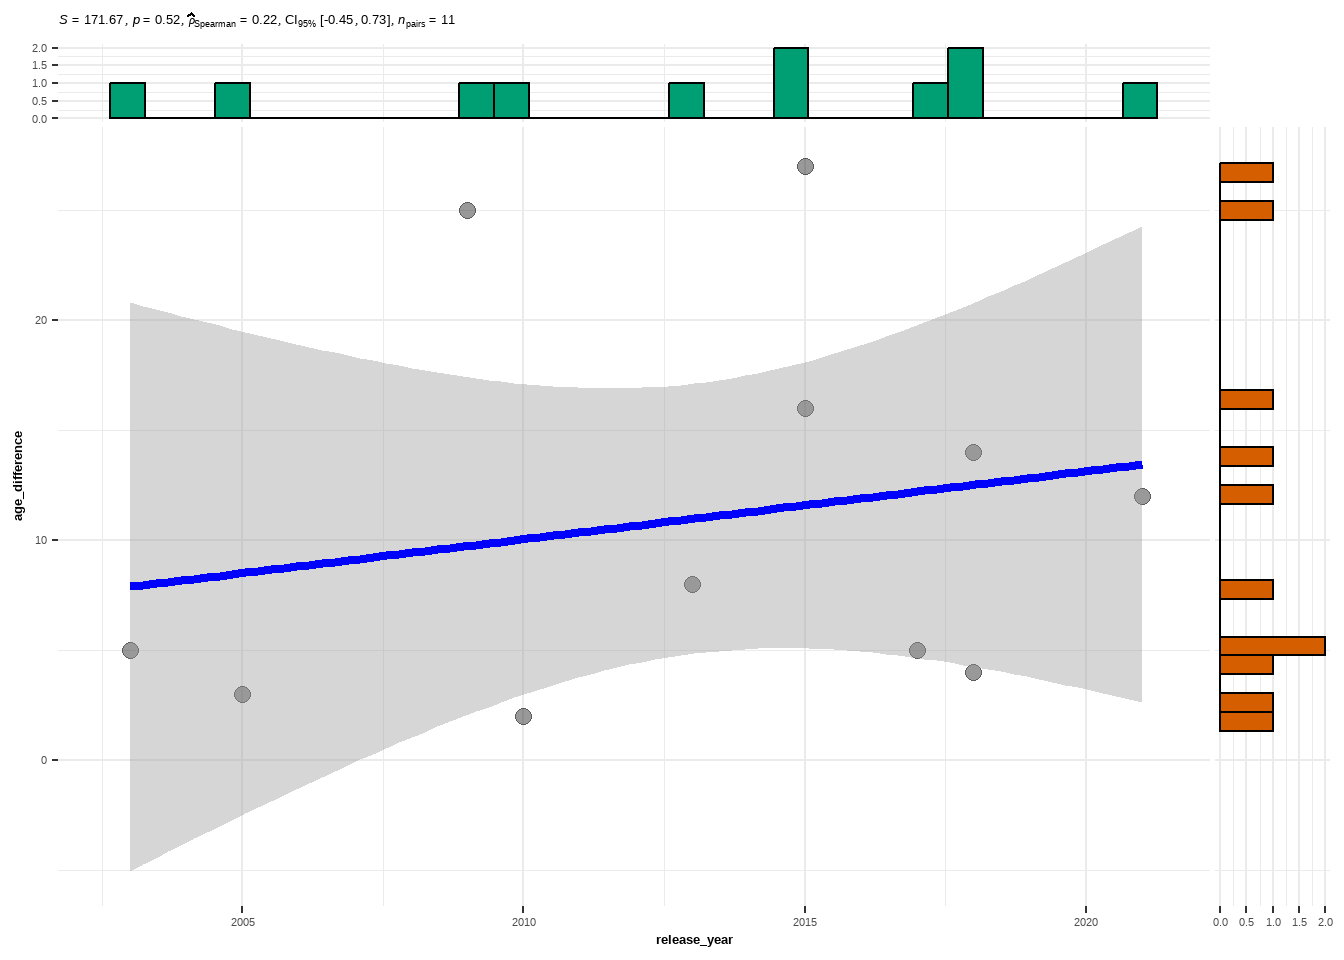 S = 171.67, p = 0.52, ρ̂Spearman = 0.22, CI95% [-0.45, 0.73], npairs = 11
2.0
1.5
1.0
0.5
0.0
20
10
0
age_difference
2005 2010 2015 2020
0.0 0.5 1.0 1.5 2.0
release_year